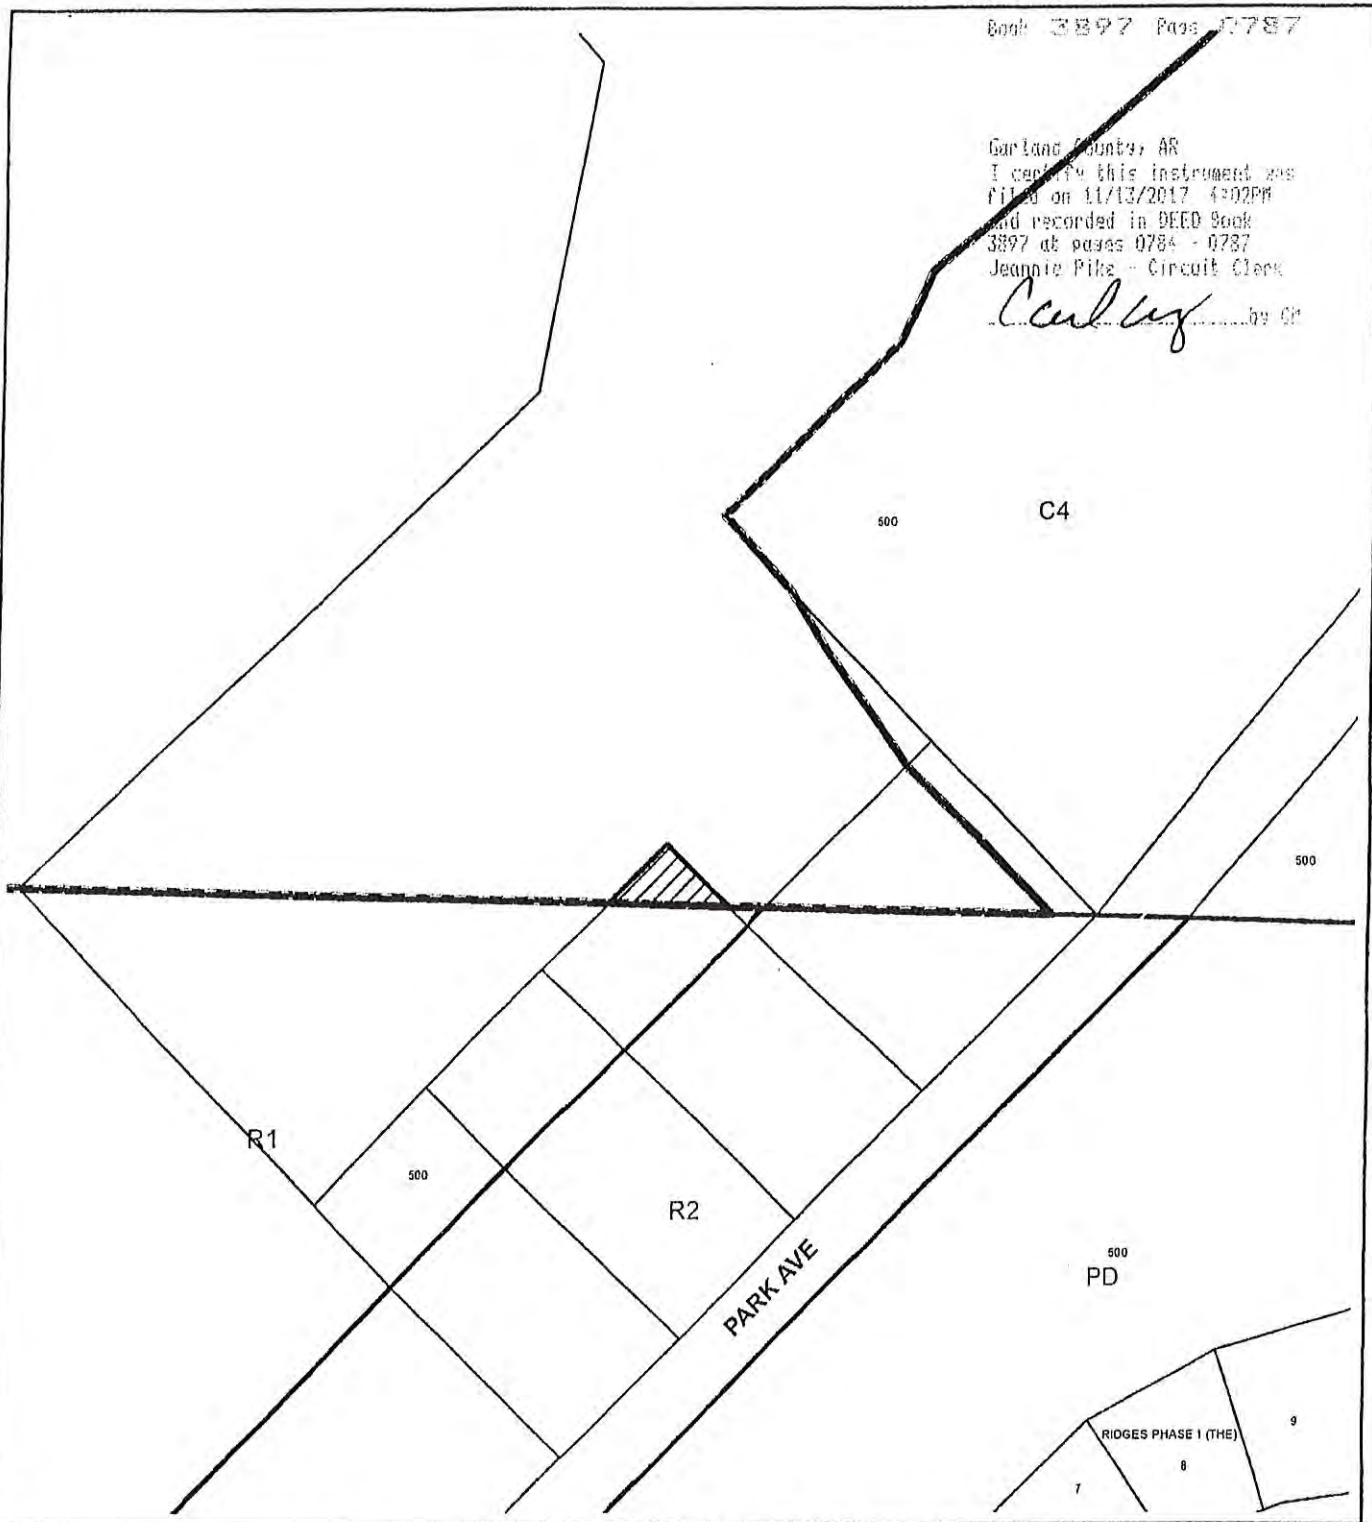 Book 3897 Page 0787
Garland County, AR
I certify this instrument was
filed on 11/13/2017 4:02PM
and recorded in DEED Book
3897 at pages 0784 - 0787
Jeannie Pike - Circuit Clerk
by CM
500
C4
500
R1
500
R2
PARK AVE
500
PD
RIDGES PHASE 1 (THE)
7
8
9